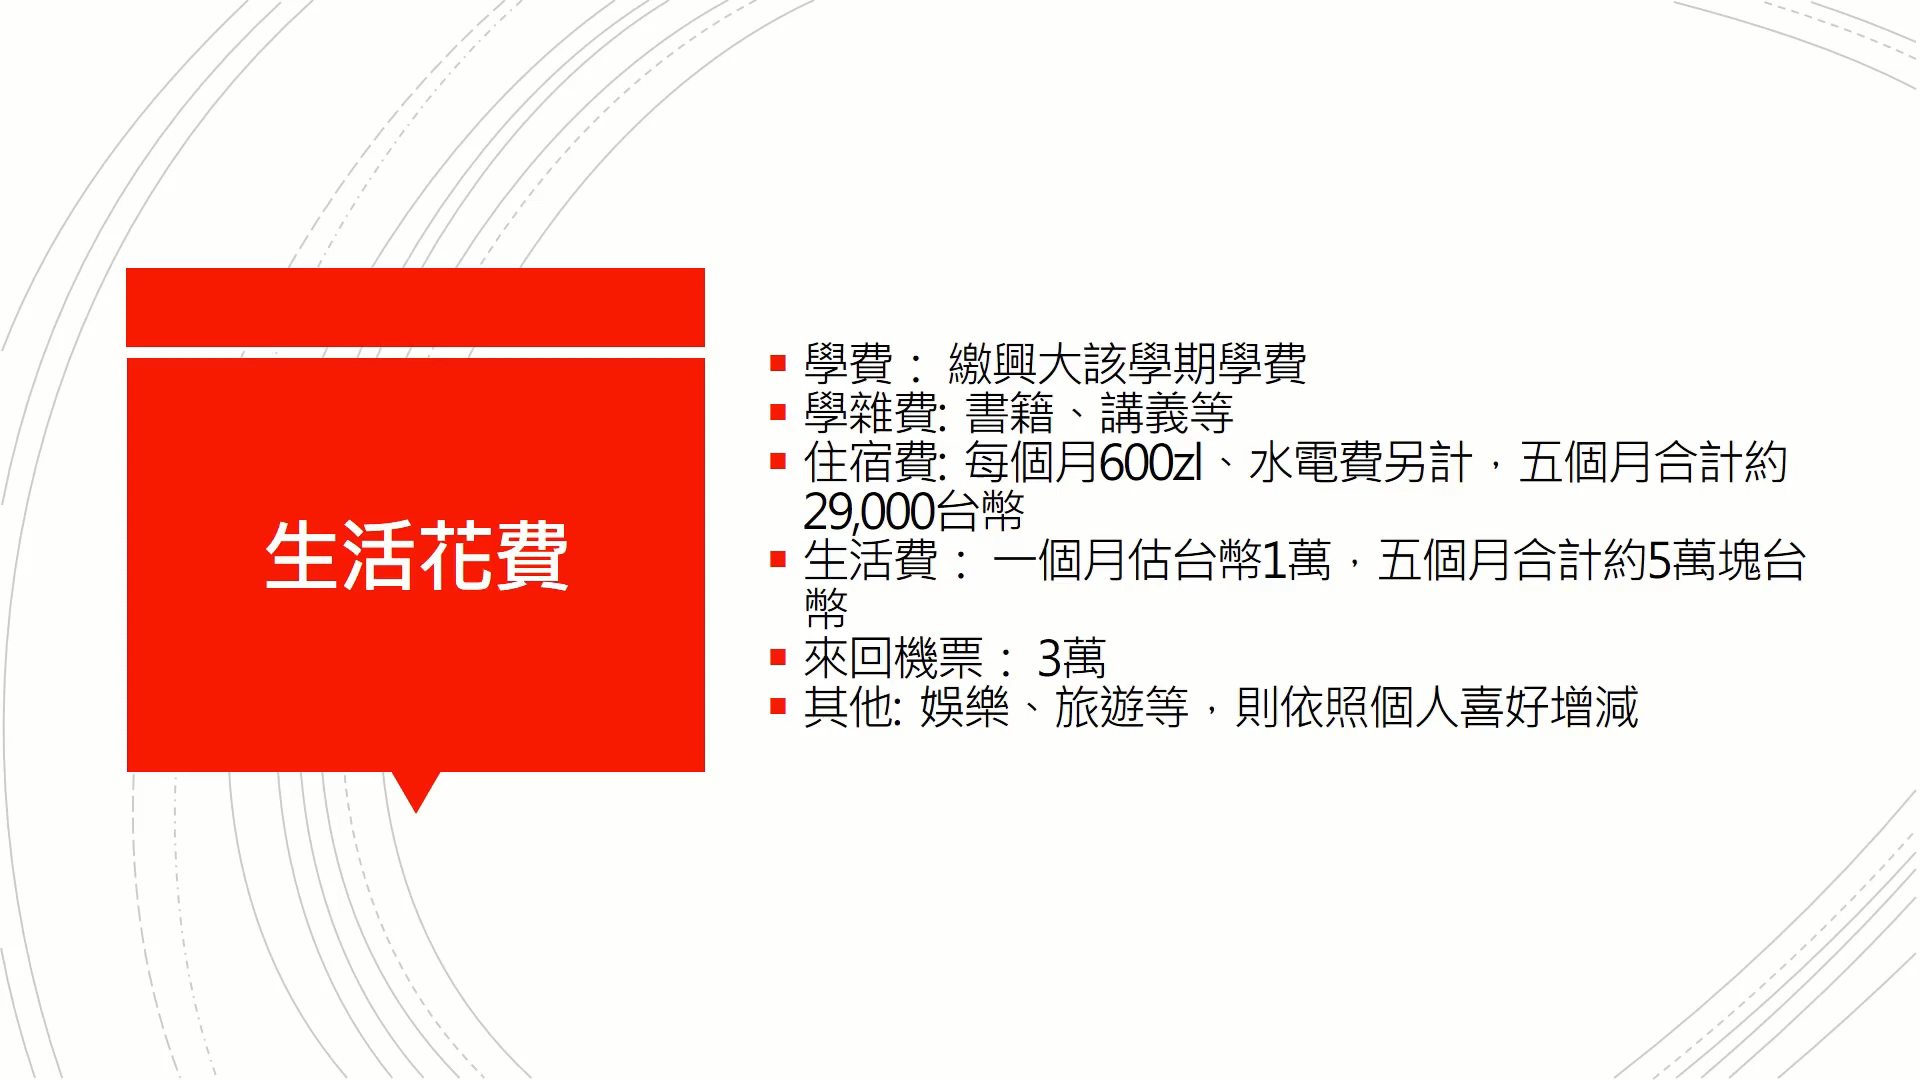 生活花費
學費： 繳興大該學期學費
學雜費: 書籍、講義等
住宿費: 每個月600zl、水電費另計，五個月合計約
29,000台幣
生活費： 一個月估台幣1萬，五個月合計約5萬塊台
幣
來回機票： 3萬
其他: 娛樂、旅遊等，則依照個人喜好增減